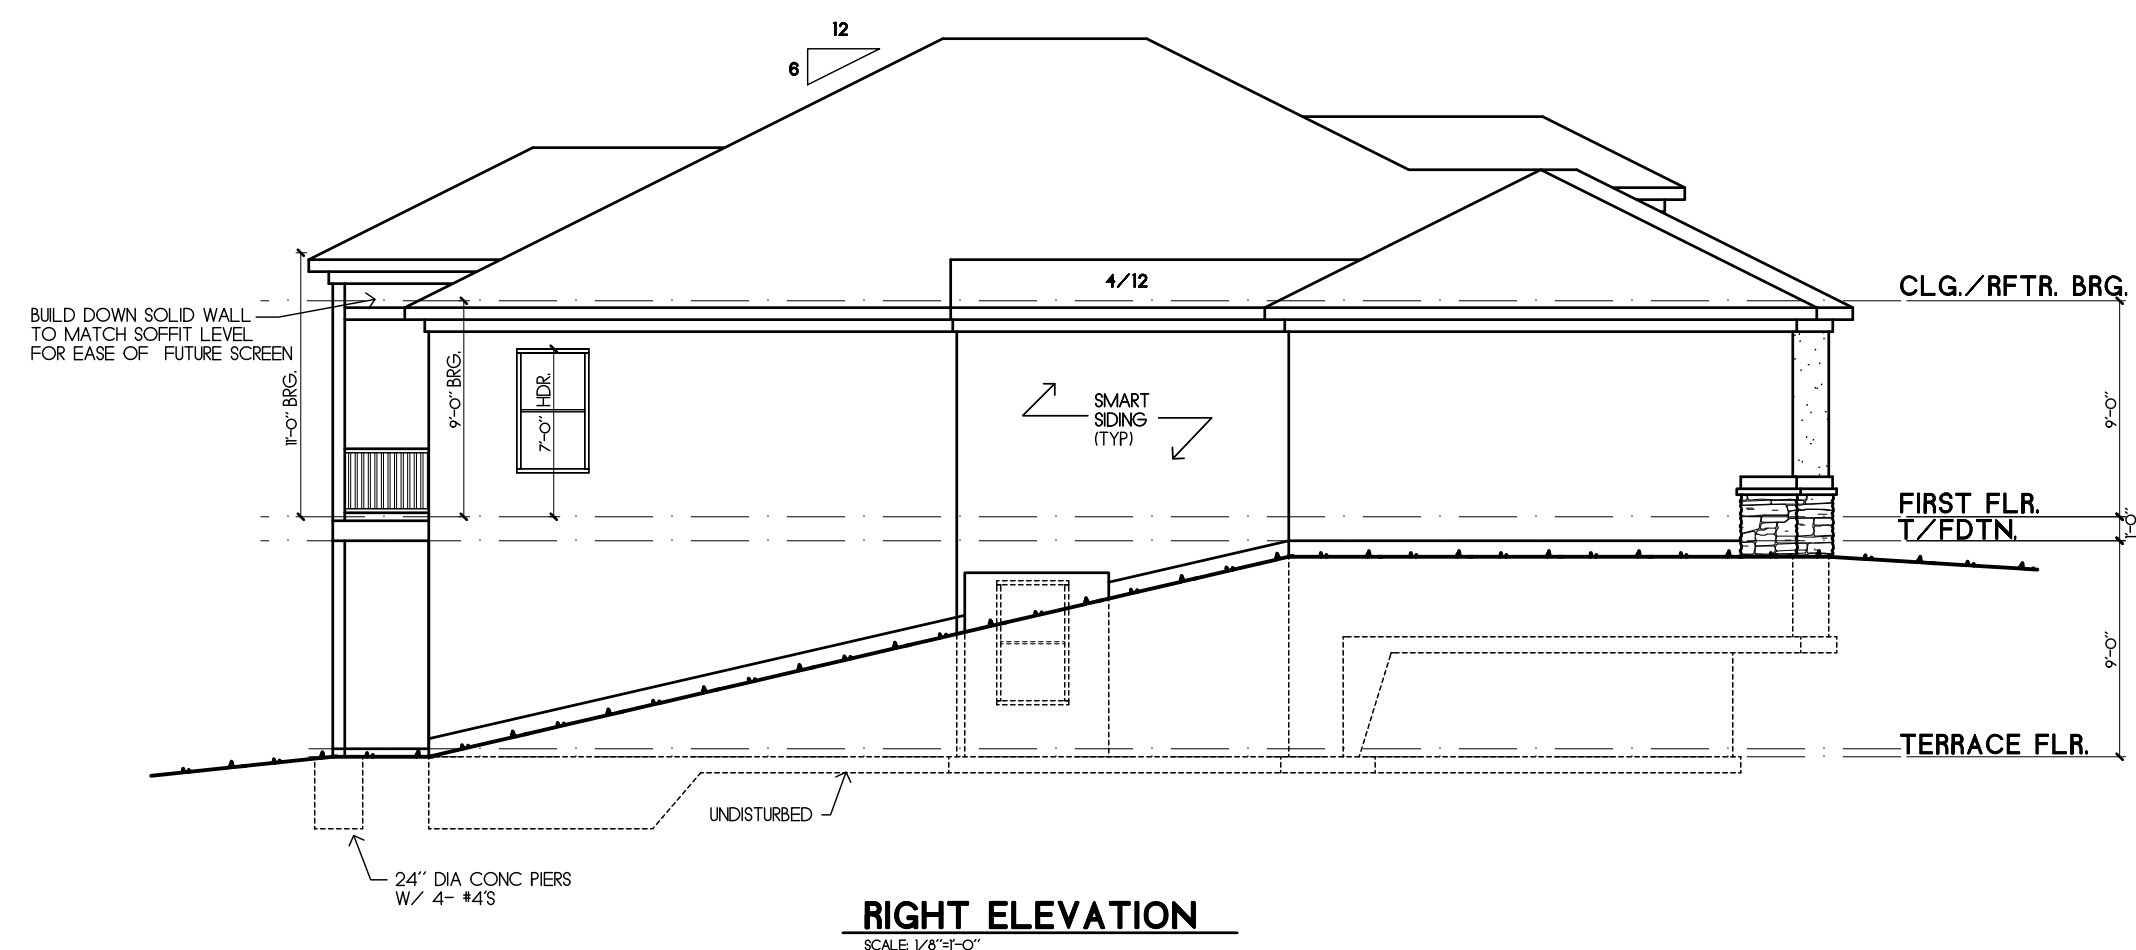 12
6
4/12
CLG./RFTR. BRG.
BUILD DOWN SOLID WALL
TO MATCH SOFFIT LEVEL
FOR EASE OF FUTURE SCREEN
11'-0" BRG.
9'-0" BRG.
7'-0" HDR.
SMART
SIDING
(TYP)
9'-0"
FIRST FLR.
T/FDTN.
1'-0"
9'-0"
TERRACE FLR.
UNDISTURBED
24" DIA CONC PIERS
W/ 4- #4'S
RIGHT ELEVATION
SCALE: 1/8"=1'-0"